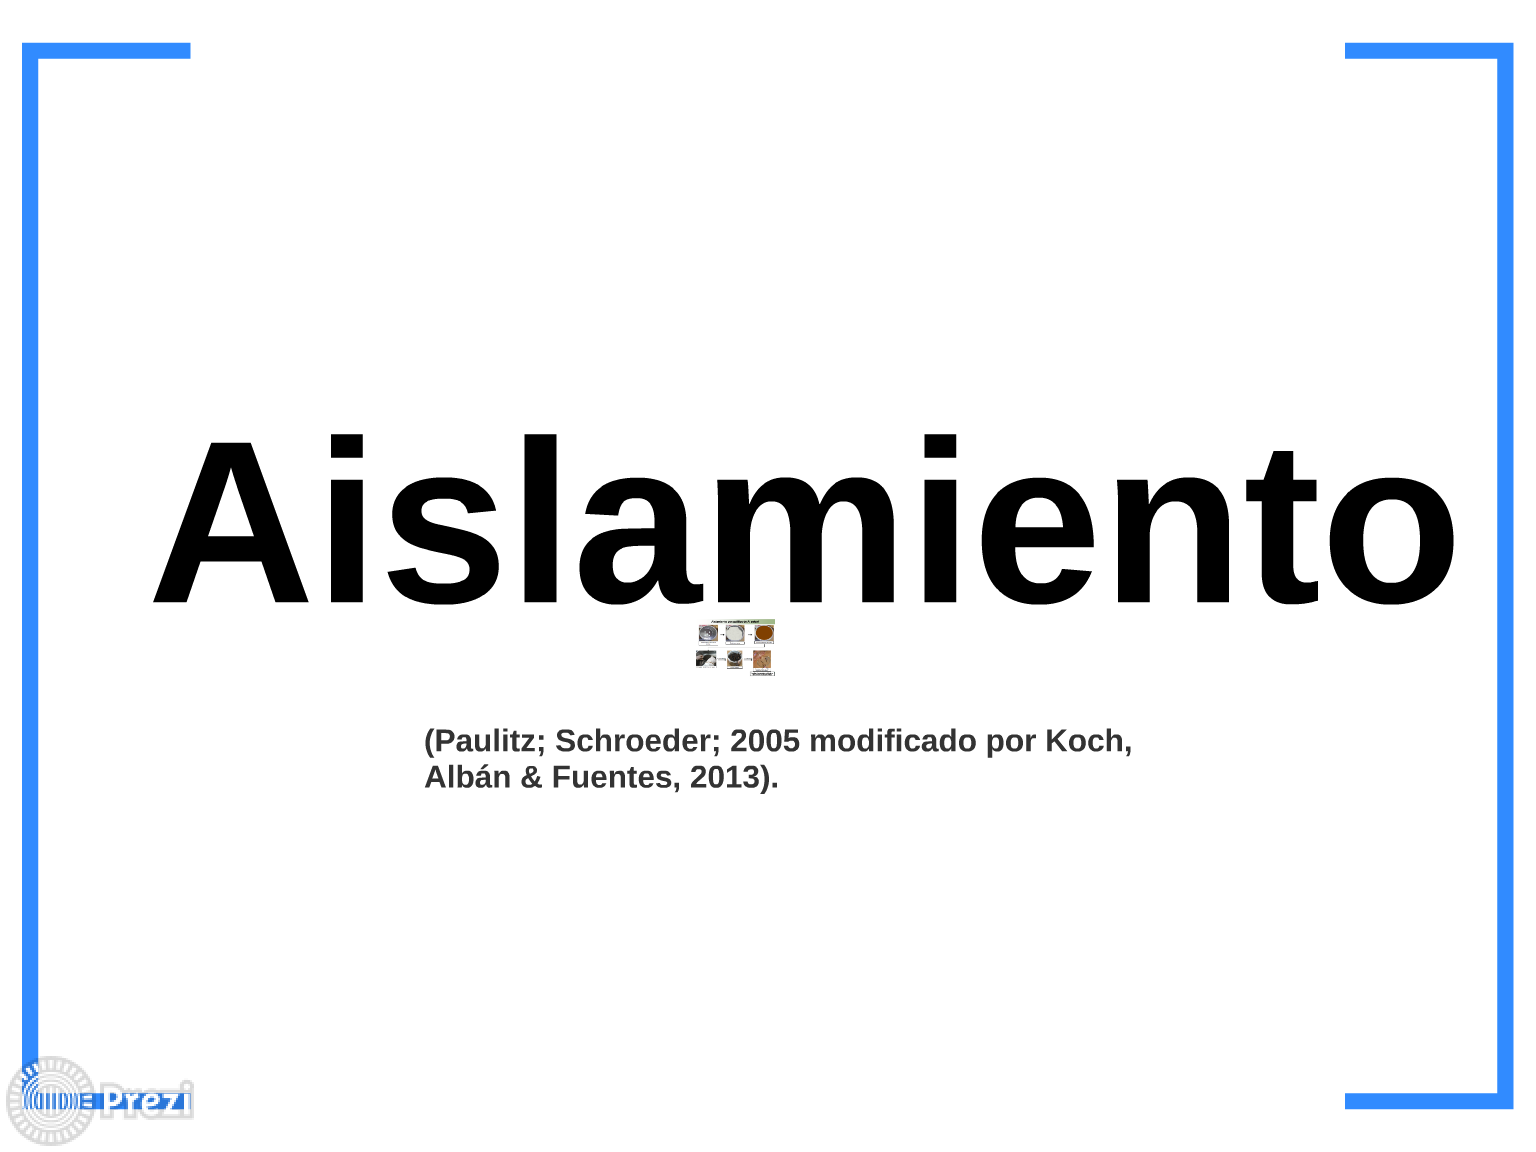 Aislamiento
(Paulitz; Schroeder; 2005 modificado por Koch,
Albán & Fuentes, 2013).
Prezi